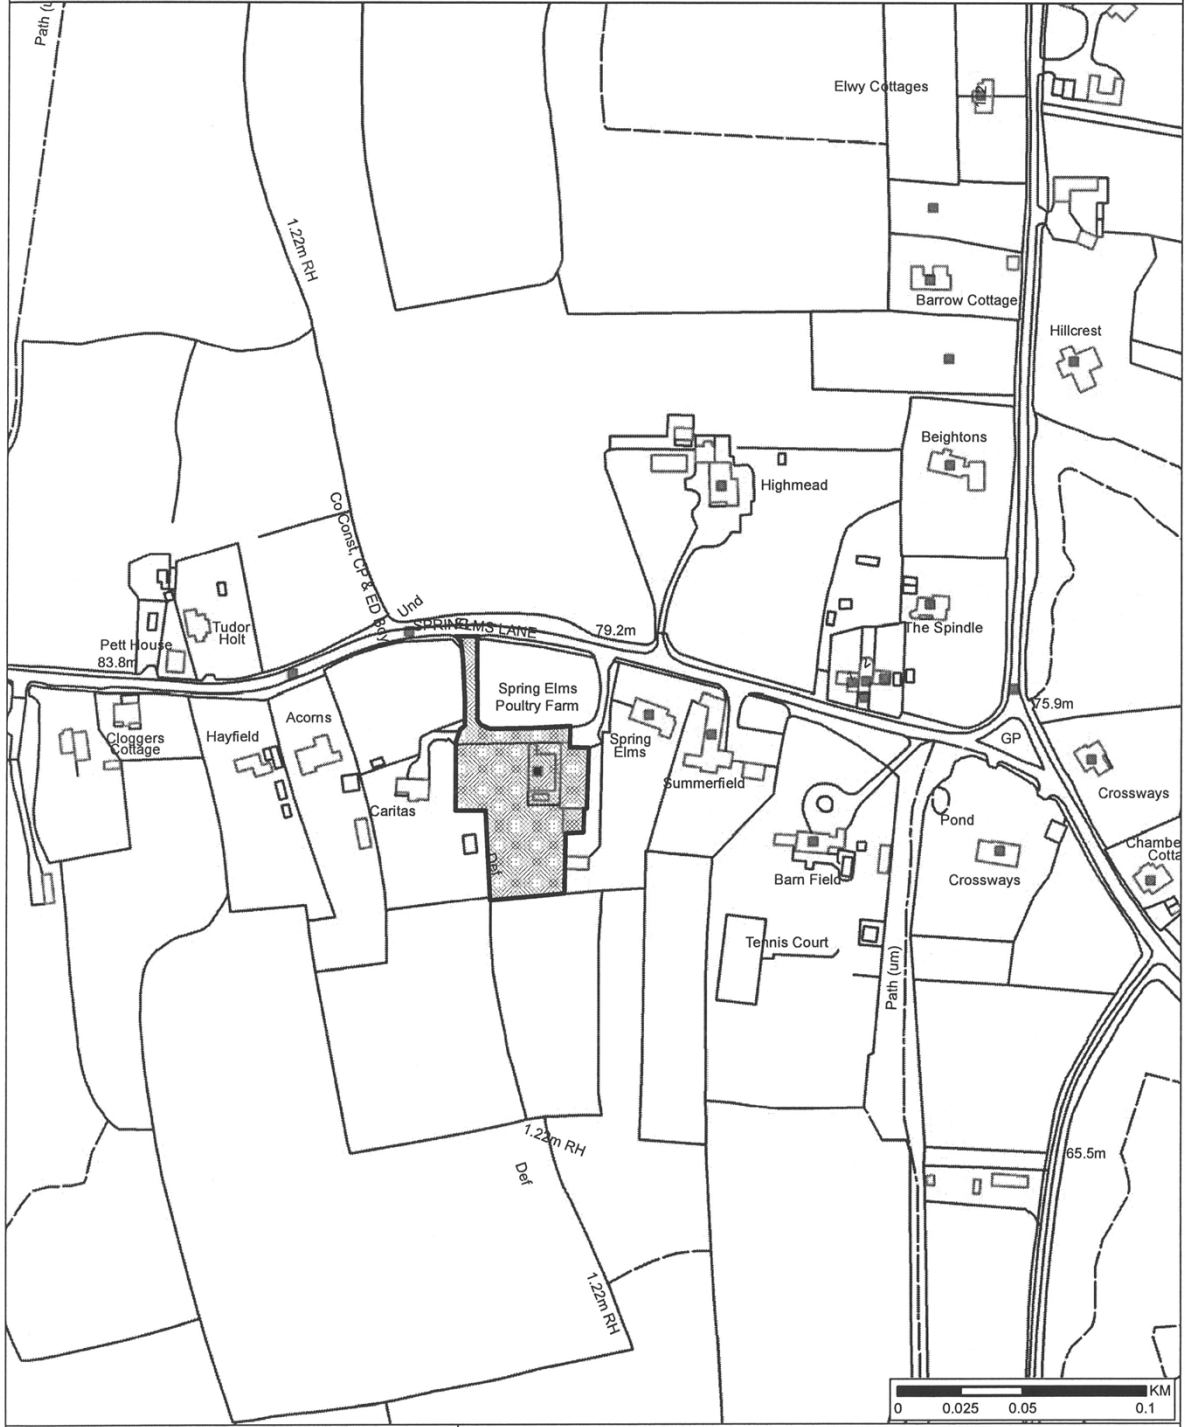 Path (u
Elwy Cottages
1.22m RH
Barrow Cottage
Hillcrest
Beightons
Highmead
Co Const, CP & ED Bdy
Und
SPRING ELMS LANE
79.2m
The Spindle
Tudor
Holt
Pett House
83.8m
Spring Elms
Poultry Farm
75.9m
GP
Acorns
Hayfield
Cloggers
Cottage
Spring
Elms
Summerfield
Caritas
Crossways
Pond
Def
Barn Field
Crossways
Chambe
Cotta
Tennis Court
Path (um)
1.22m RH
Def
65.5m
1.22m RH
KM
0 0.025 0.05 0.1